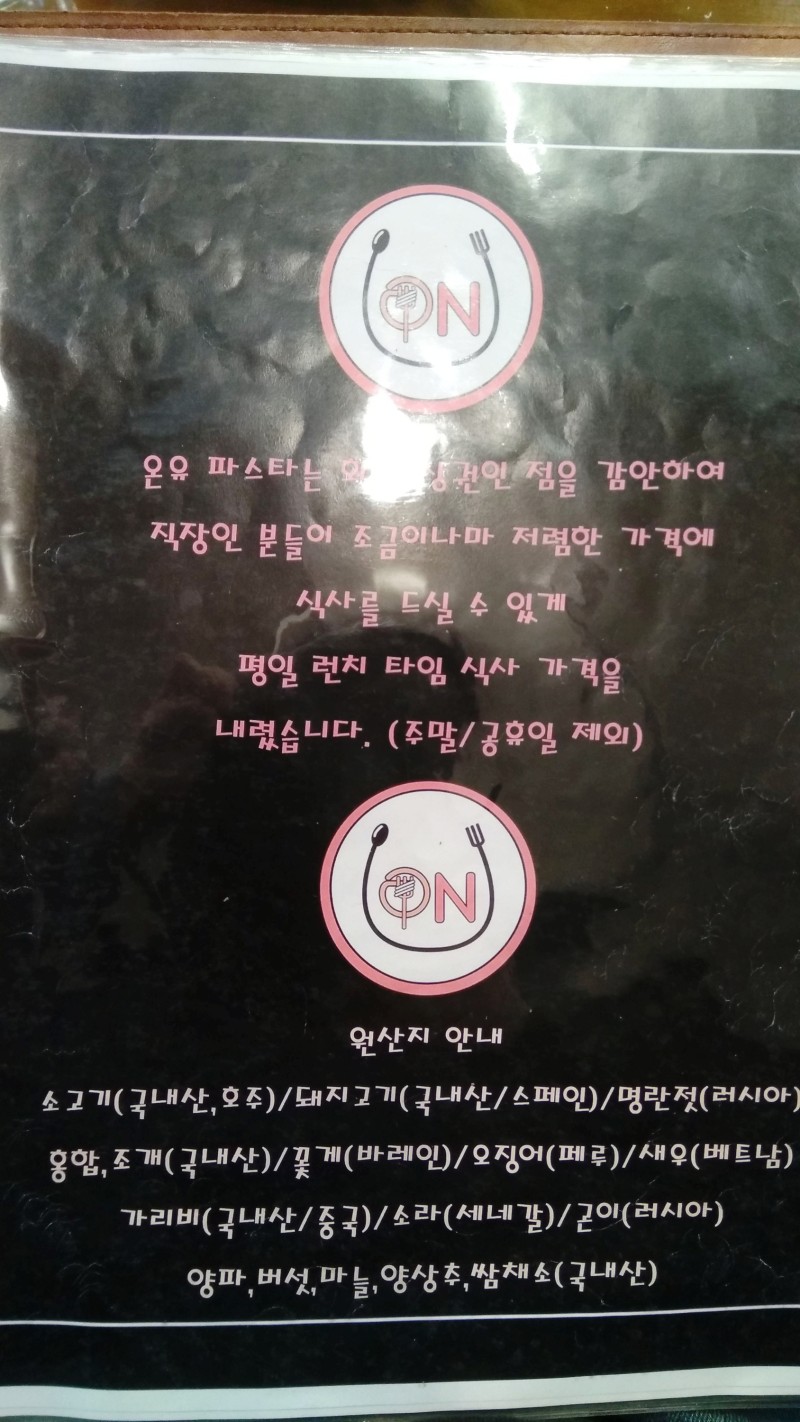 ON
온유 파스타는 상권인 점을 감안하여
직장인 분들이 조금이나마 저렴한 가격에
식사를 드실 수 있게
평일 런치 타임 식사 가격을
내렸습니다. (주말/공휴일 제외)
ON
원산지 안내
소고기(국내산,호주)/돼지고기(국내산/스페인)/명란젓(러시아)
홍합,조개(국내산)/꽃게(바레인)/오징어(페루)/새우(베트남)
가리비(국내산/중국)/소라(세네갈)/곤이(러시아)
양파,버섯,마늘,양상추,쌈채소(국내산)